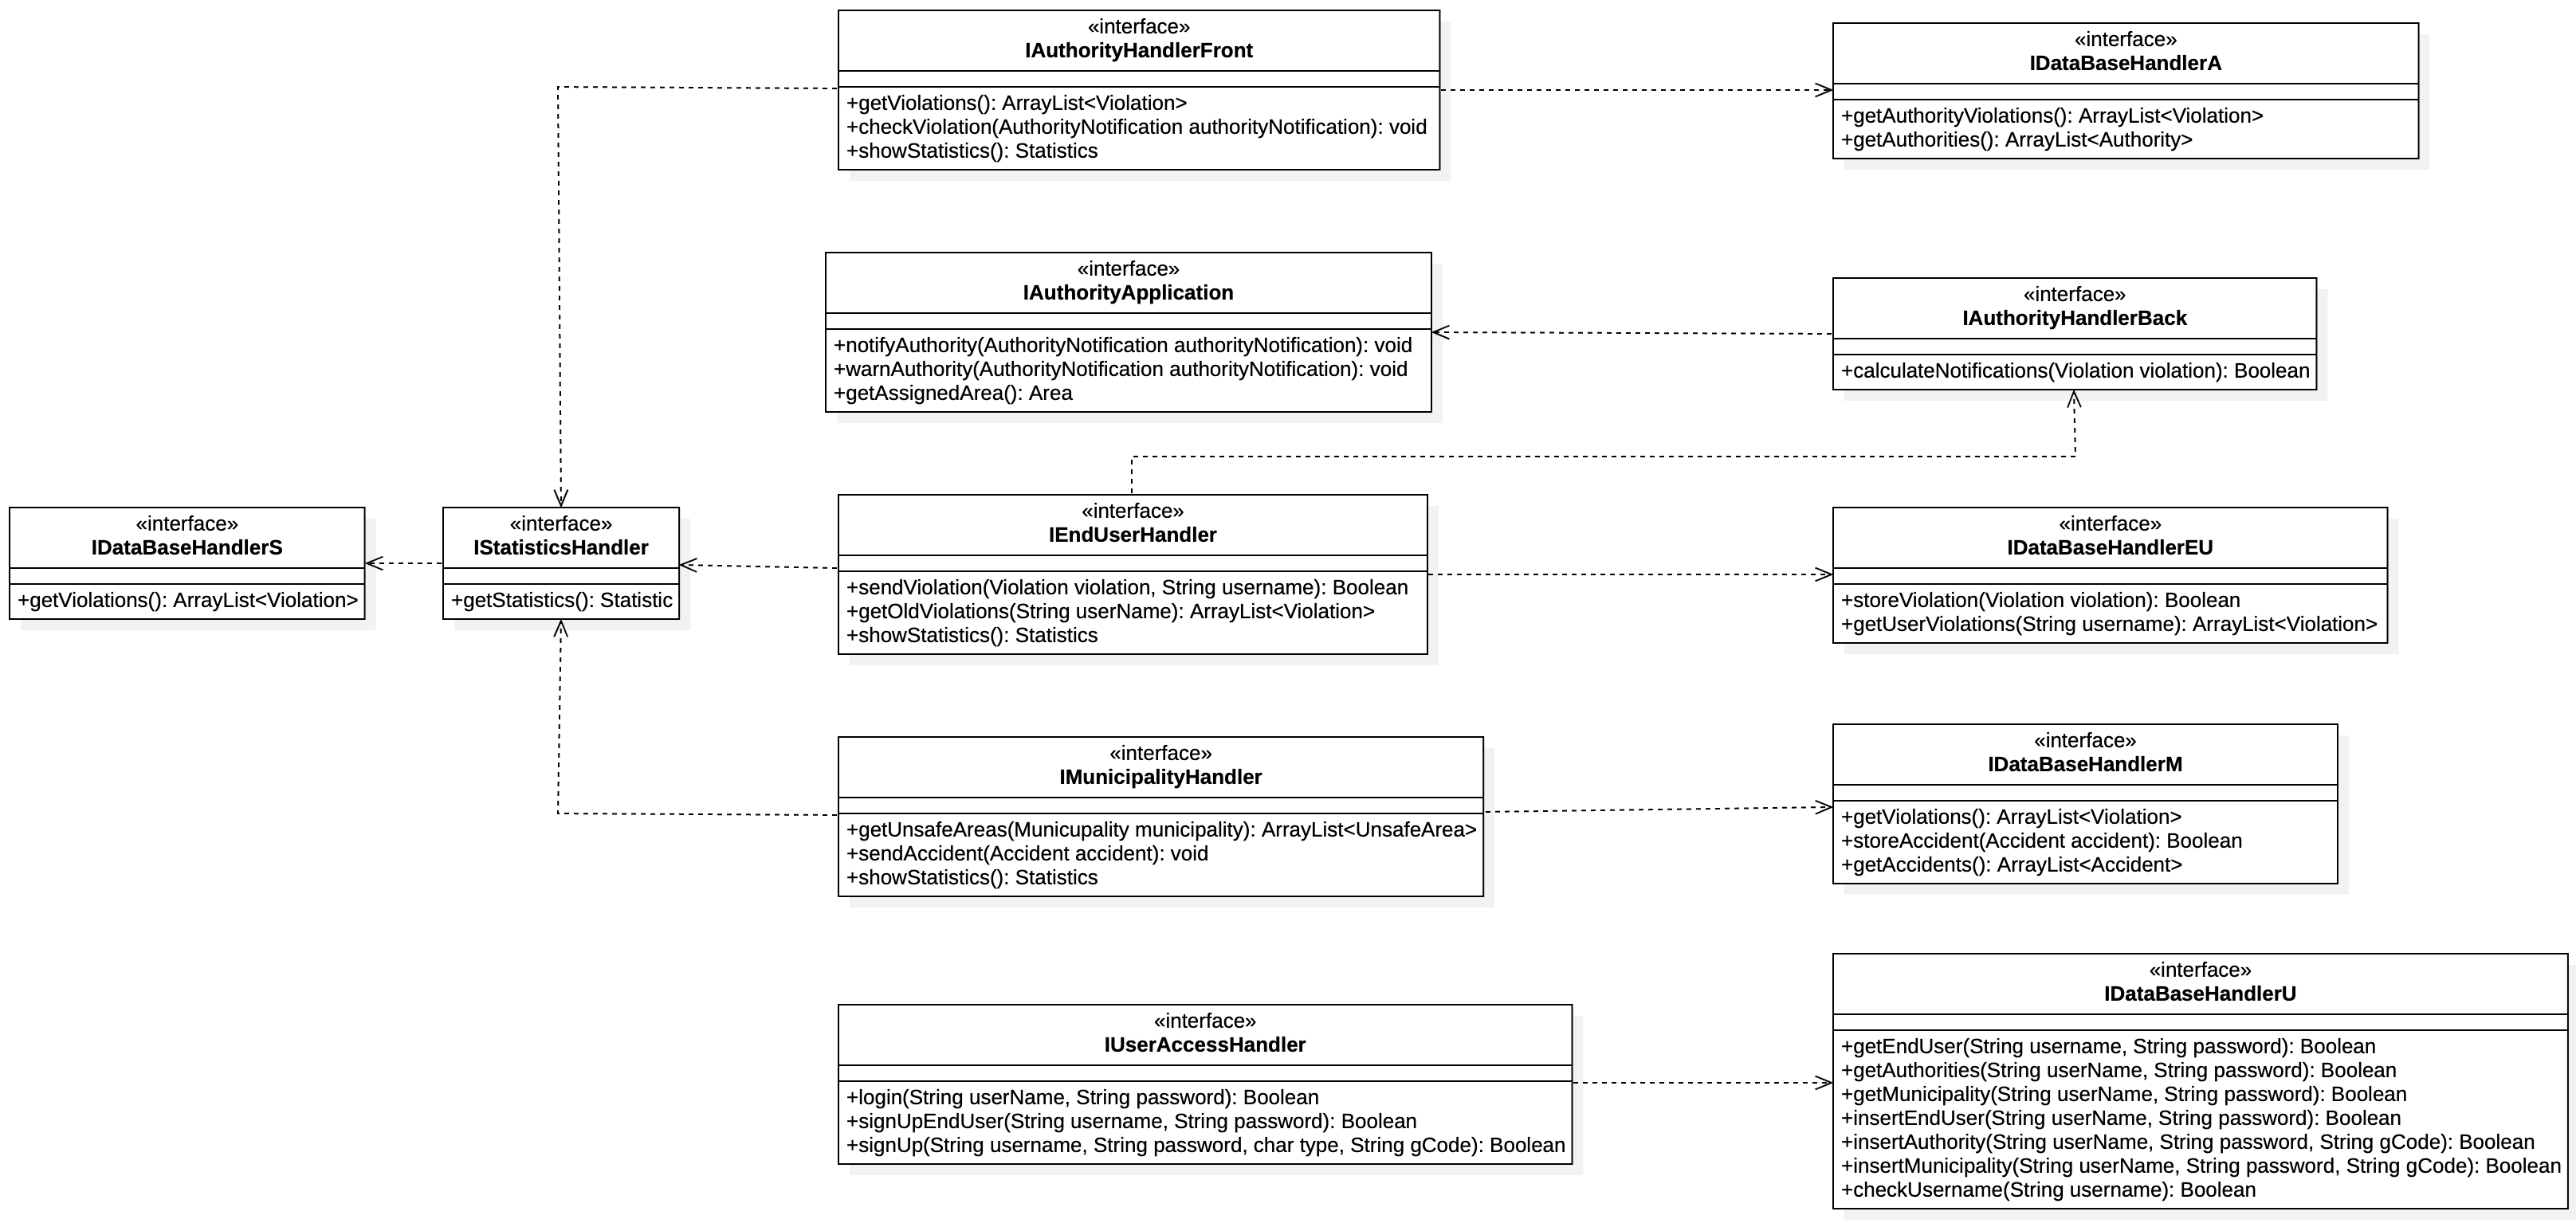 «interface»
IAuthorityHandlerFront
+getViolations(): ArrayList<Violation>
+checkViolation(AuthorityNotification authorityNotification): void
+showStatistics(): Statistics
«interface»
IDataBaseHandlerA
+getAuthorityViolations(): ArrayList<Violation>
+getAuthorities(): ArrayList<Authority>
«interface»
IAuthorityApplication
+notifyAuthority(AuthorityNotification authorityNotification): void
+warnAuthority(AuthorityNotification authorityNotification): void
+getAssignedArea(): Area
«interface»
IAuthorityHandlerBack
+calculateNotifications(Violation violation): Boolean
«interface»
IDataBaseHandlerS
+getViolations(): ArrayList<Violation>
«interface»
IStatisticsHandler
+getStatistics(): Statistic
«interface»
IEndUserHandler
+sendViolation(Violation violation, String username): Boolean
+getOldViolations(String userName): ArrayList<Violation>
+showStatistics(): Statistics
«interface»
IDataBaseHandlerEU
+storeViolation(Violation violation): Boolean
+getUserViolations(String username): ArrayList<Violation>
«interface»
IMunicipalityHandler
+getUnsafeAreas(Municupality municipality): ArrayList<UnsafeArea>
+sendAccident(Accident accident): void
+showStatistics(): Statistics
«interface»
IDataBaseHandlerM
+getViolations(): ArrayList<Violation>
+storeAccident(Accident accident): Boolean
+getAccidents(): ArrayList<Accident>
«interface»
IUserAccessHandler
+login(String userName, String password): Boolean
+signUpEndUser(String username, String password): Boolean
+signUp(String username, String password, char type, String gCode): Boolean
«interface»
IDataBaseHandlerU
+getEndUser(String username, String password): Boolean
+getAuthorities(String userName, String password): Boolean
+getMunicipality(String userName, String password): Boolean
+insertEndUser(String userName, String password): Boolean
+insertAuthority(String userName, String password, String gCode): Boolean
+insertMunicipality(String userName, String password, String gCode): Boolean
+checkUsername(String username): Boolean